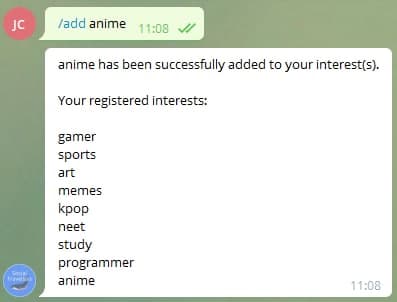 JC
/add anime
11:08
anime has been successfully added to your interest(s).
Your registered interests:
gamer
sports
art
memes
kpop
neet
study
programmer
anime
11:08